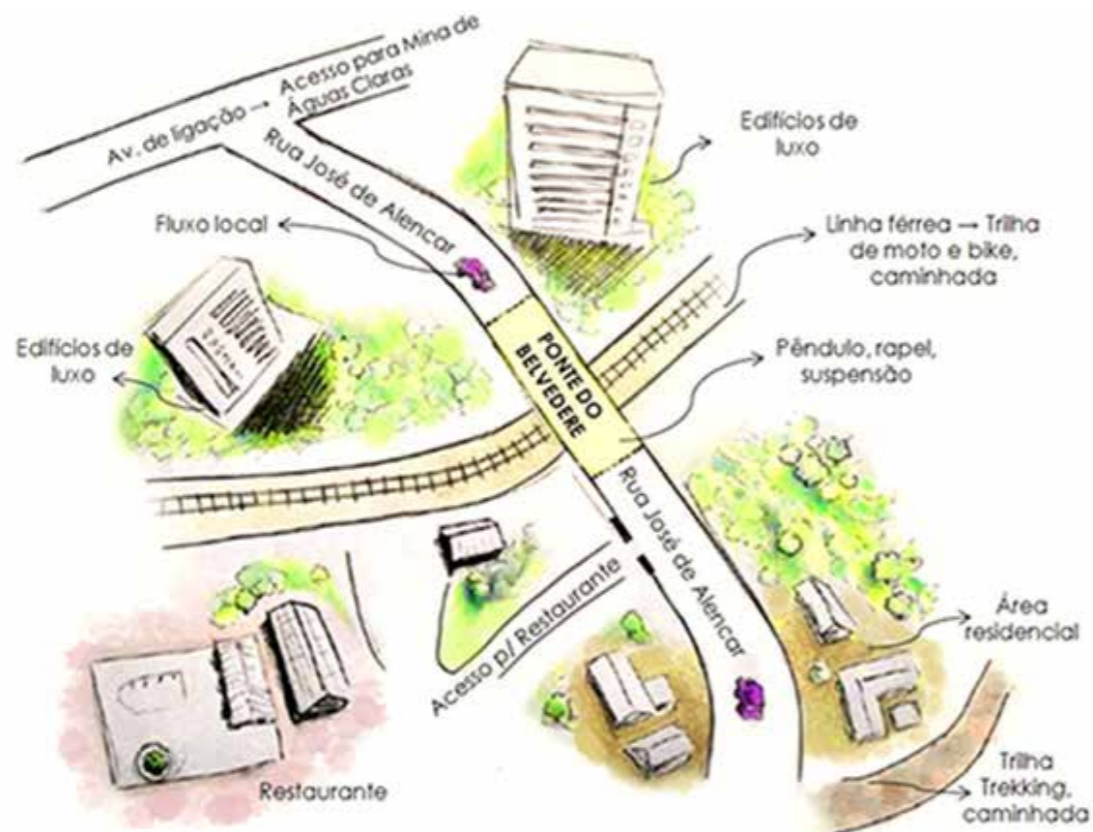 Av. de ligação → Acesso para Mina de
Águas Claras
Rua José de Alencar
Edifícios de
luxo
Fluxo local
Linha férrea → Trilha
de moto e bike,
caminhada
Edifícios de
luxo
PONTE DO
BELVEDERE
Pêndulo, rapel,
suspensão
Rua José de Alencar
Acesso p/ Restaurante
Área
residencial
Restaurante
Trilha
Trekking,
caminhada